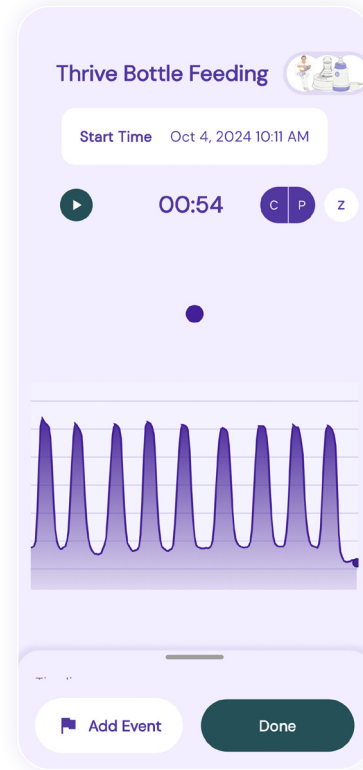 Thrive Bottle Feeding
Start Time Oct 4, 2024 10:11 AM
00:54 C P Z
Add Event Done